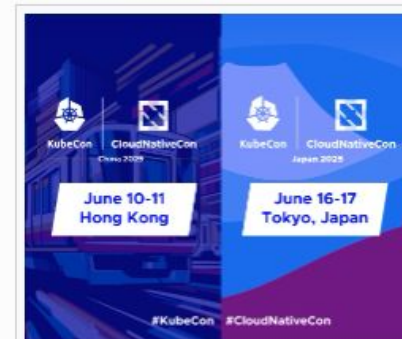 KubeCon
CloudNativeCon
China 2025
June 10-11
Hong Kong
KubeCon
CloudNativeCon
Japan 2025
June 16-17
Tokyo, Japan
#KubeCon
#CloudNativeCon